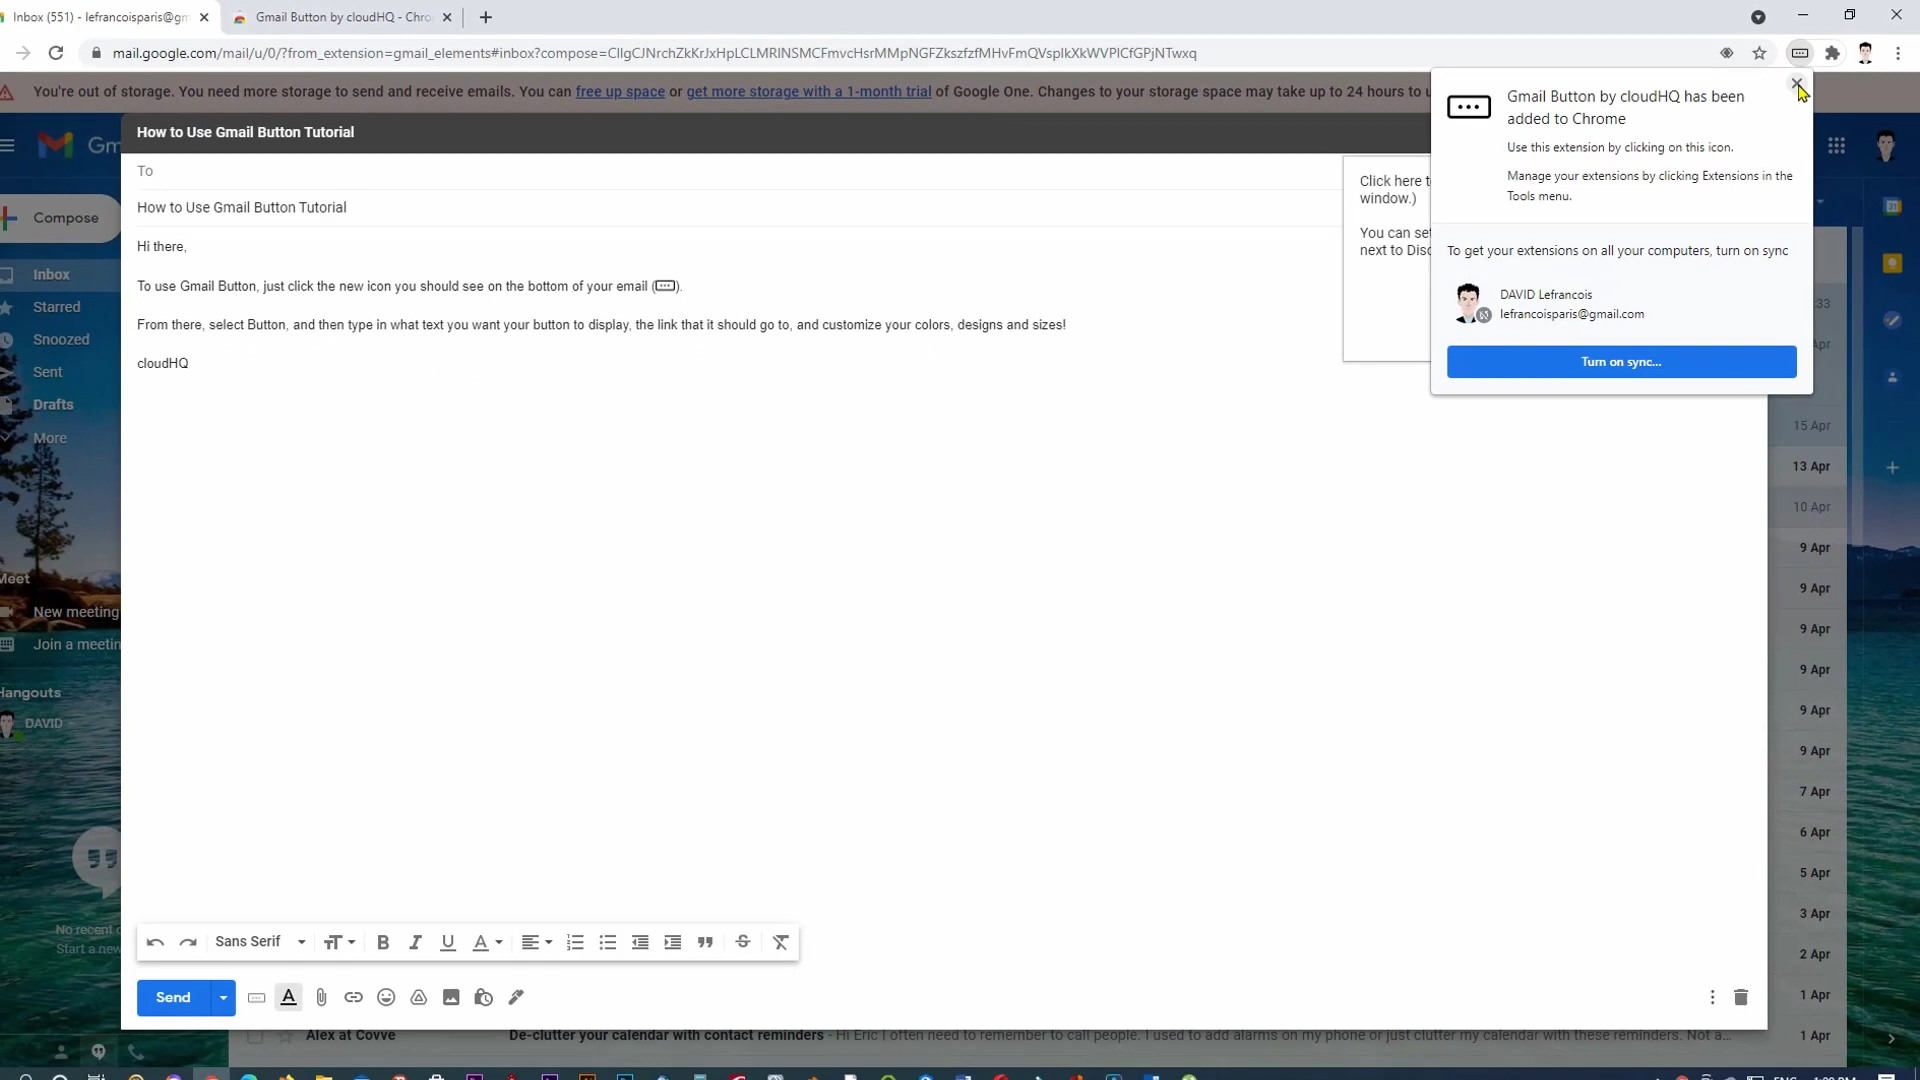 Inbox (551) - lefrancoisparis@gm
Gmail Button by cloudHQ - Chro
mail.google.com/mail/u/0/?from_extension=gmail_elements#inbox?compose=
You're out of storage. You need more storage to send and receive emails. You can free up space or get more storage with a 1-month trial of Google One. Changes to your storage space may take up to 24 hours to
Gm
Compose
Inbox
Starred
Snoozed
Sent
Drafts
More
Meet
New meeting
Join a meetin
Hangouts
DAVID
No recent
Start a new
How to Use Gmail Button Tutorial
To
How to Use Gmail Button Tutorial
Hi there,
To use Gmail Button, just click the new icon you should see on the bottom of your email ( ).
From there, select Button, and then type in what text you want your button to display, the link that it should go to, and customize your colors, designs and sizes!
cloudHQ
Click here t
window.)
You can set
next to Disc
Gmail Button by cloudHQ has been
added to Chrome
Use this extension by clicking on this icon.
Manage your extensions by clicking Extensions in the
Tools menu.
To get your extensions on all your computers, turn on sync
DAVID Lefrancois
lefrancoisparis@gmail.com
Turn on sync...
:33
Apr
15 Apr
13 Apr
10 Apr
9 Apr
9 Apr
9 Apr
9 Apr
9 Apr
9 Apr
7 Apr
6 Apr
5 Apr
3 Apr
2 Apr
1 Apr
Sans Serif
Send
Alex at Covve De-clutter your calendar with contact reminders - Hi Eric I often need to remember to call people. I used to add alarms on my phone or just clutter my calendar with these reminders. Not a... 1 Apr